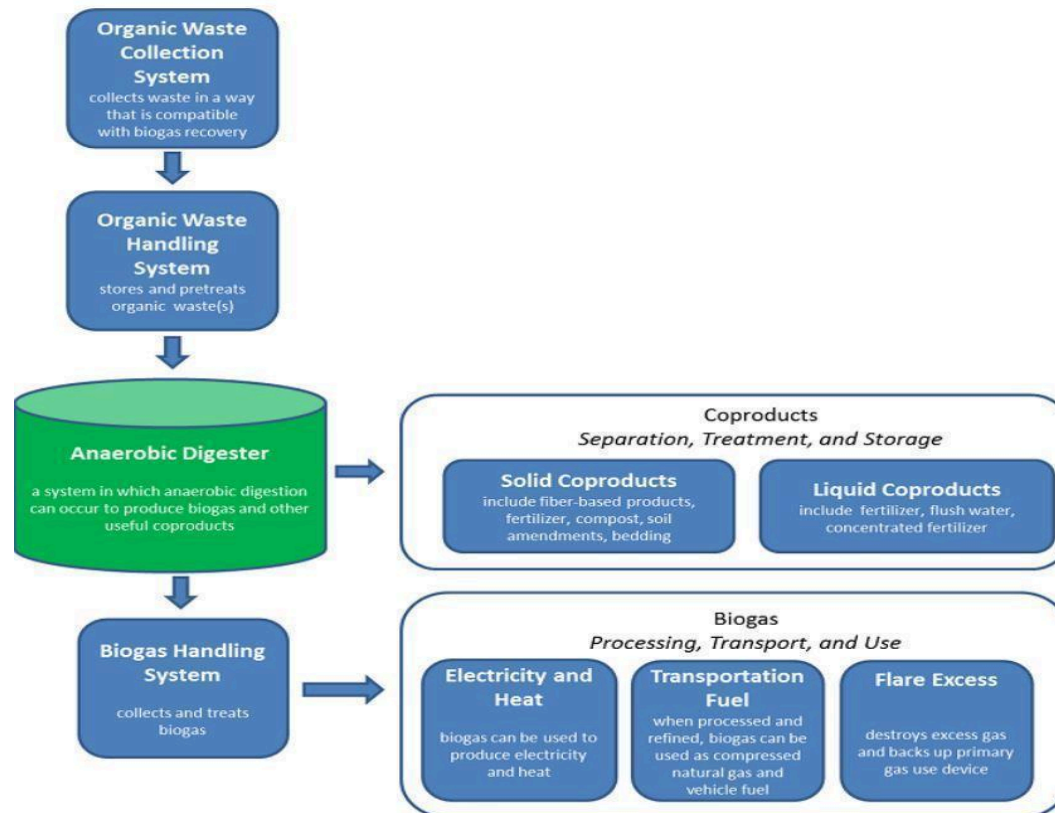 Organic Waste
Collection
System
collects waste in a way
that is compatible
with biogas recovery
Organic Waste
Handling
System
stores and pretreats
organic waste(s)
Anaerobic Digester
a system in which anaerobic digestion
can occur to produce biogas and other
useful coproducts
Coproducts
Separation, Treatment, and Storage
Solid Coproducts
include fiber-based products,
fertilizer, compost, soil
amendments, bedding
Liquid Coproducts
include fertilizer, flush water,
concentrated fertilizer
Biogas Handling
System
collects and treats
biogas
Biogas
Processing, Transport, and Use
Electricity and
Heat
biogas can be used to
produce electricity
and heat
Transportation
Fuel
when processed and
refined, biogas can be
used as compressed
natural gas and
vehicle fuel
Flare Excess
destroys excess gas
and backs up primary
gas use device